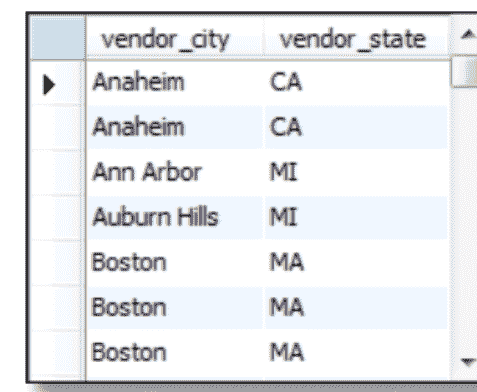 vendor_city vendor_state
Anaheim CA
Anaheim CA
Ann Arbor MI
Auburn Hills MI
Boston MA
Boston MA
Boston MA